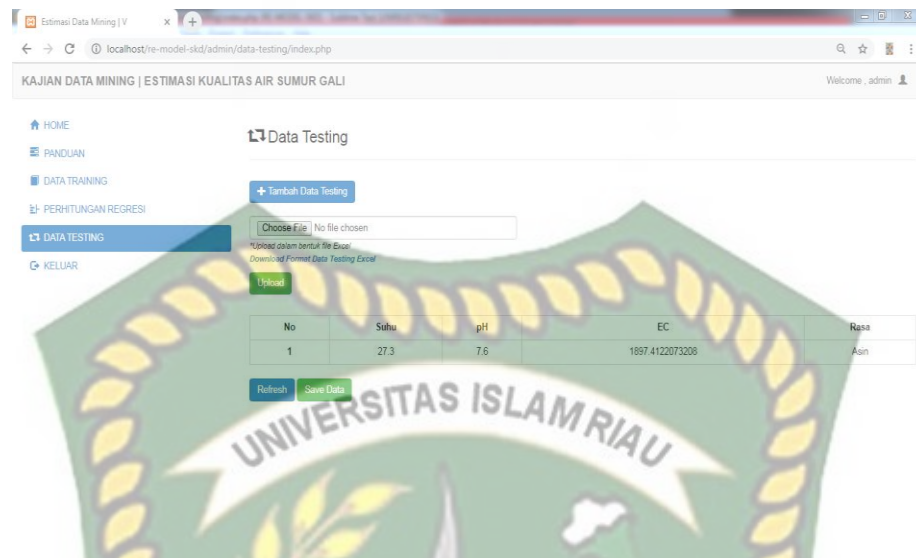 Estimasi Data Mining | V
localhost/re-model-skd/admin/data-testing/index.php
KAJIAN DATA MINING | ESTIMASI KUALITAS AIR SUMUR GALI
Welcome , admin
HOME
PANDUAN
DATA TRAINING
PERHITUNGAN REGRESI
DATA TESTING
KELUAR
Data Testing
+ Tambah Data Testing
Choose File No file chosen
*Upload dalam bentuk file Excel
Download Format Data Testing Excel
Upload
No Suhu pH EC Rasa
1 27.3 7.6 1897.4122073208 Asin
Refresh Save Data
UNIVERSITAS ISLAM RIAU